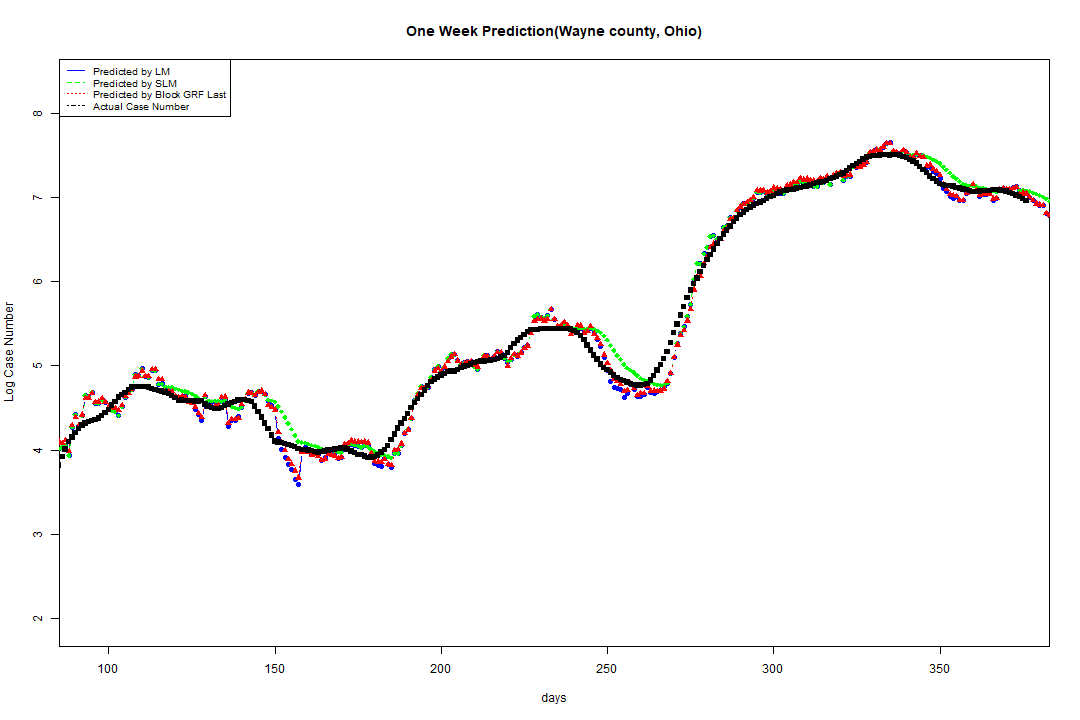 One Week Prediction(Wayne county, Ohio)
Predicted by LM
Predicted by SLM
Predicted by Block GRF Last
Actual Case Number
8
7
6
5
4
3
2
Log Case Number
100 150 200 250 300 350
days